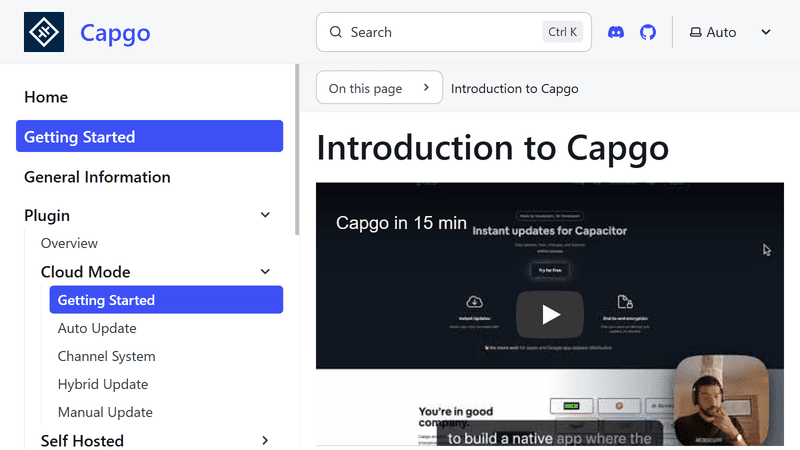 Capgo
Search
Ctrl K
Auto
Home
Getting Started
General Information
Plugin
Overview
Cloud Mode
Getting Started
Auto Update
Channel System
Hybrid Update
Manual Update
Self Hosted
On this page
Introduction to Capgo
Introduction to Capgo
Capgo in 15 min
Instant updates for Capacitor
Try for Free
Instant Updates
End-to-end encryption
You're in good
company.
to build a native app where the